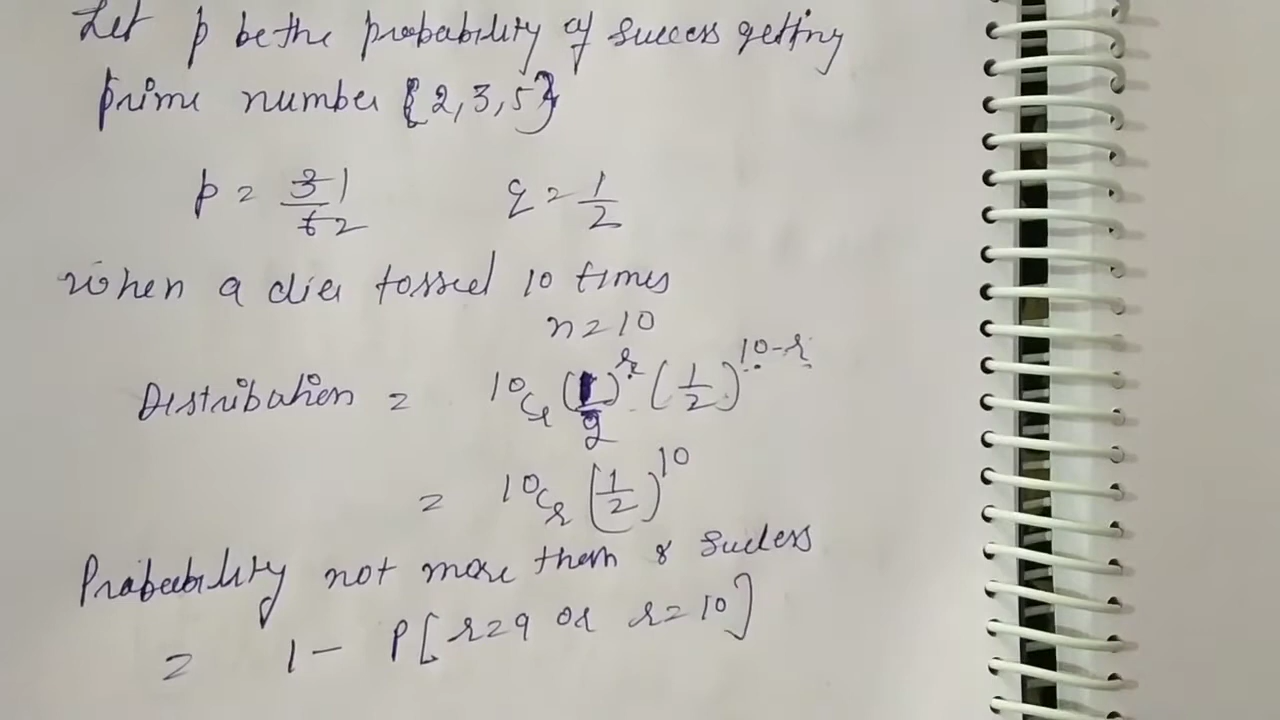 Let p be the probability of success getting
prime number {2,3,5}
p = 3/6 1/2 q = 1/2
When a die tossed 10 times
n = 10
Distribution = 10Cr (1/2)^r (1/2)^10-r
= 10Cr (1/2)^10
Probability not more than 8 success
= 1 - P[r=9 or r=10]